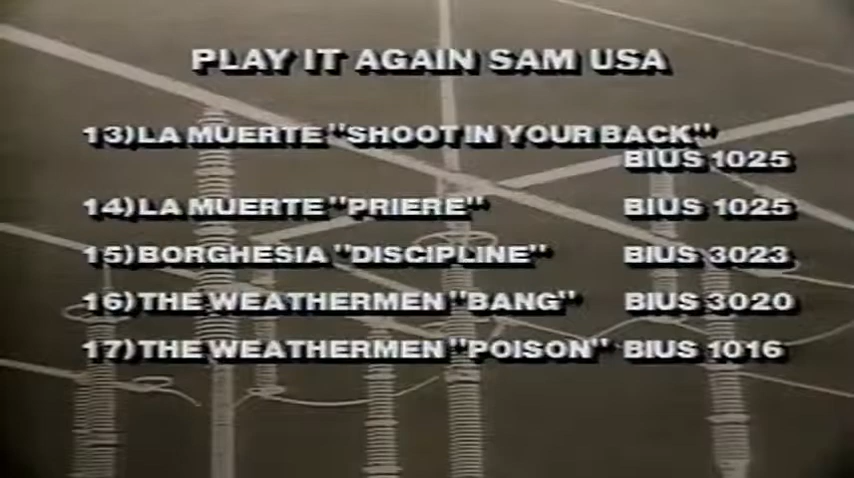 PLAY IT AGAIN SAM USA
13) LA MUERTE "SHOOT IN YOUR BACK"
BIUS 1025
14) LA MUERTE "PRIERE" BIUS 1025
15) BORGHESIA "DISCIPLINE" BIUS 3023
16) THE WEATHERMEN "BANG" BIUS 3020
17) THE WEATHERMEN "POISON" BIUS 1016